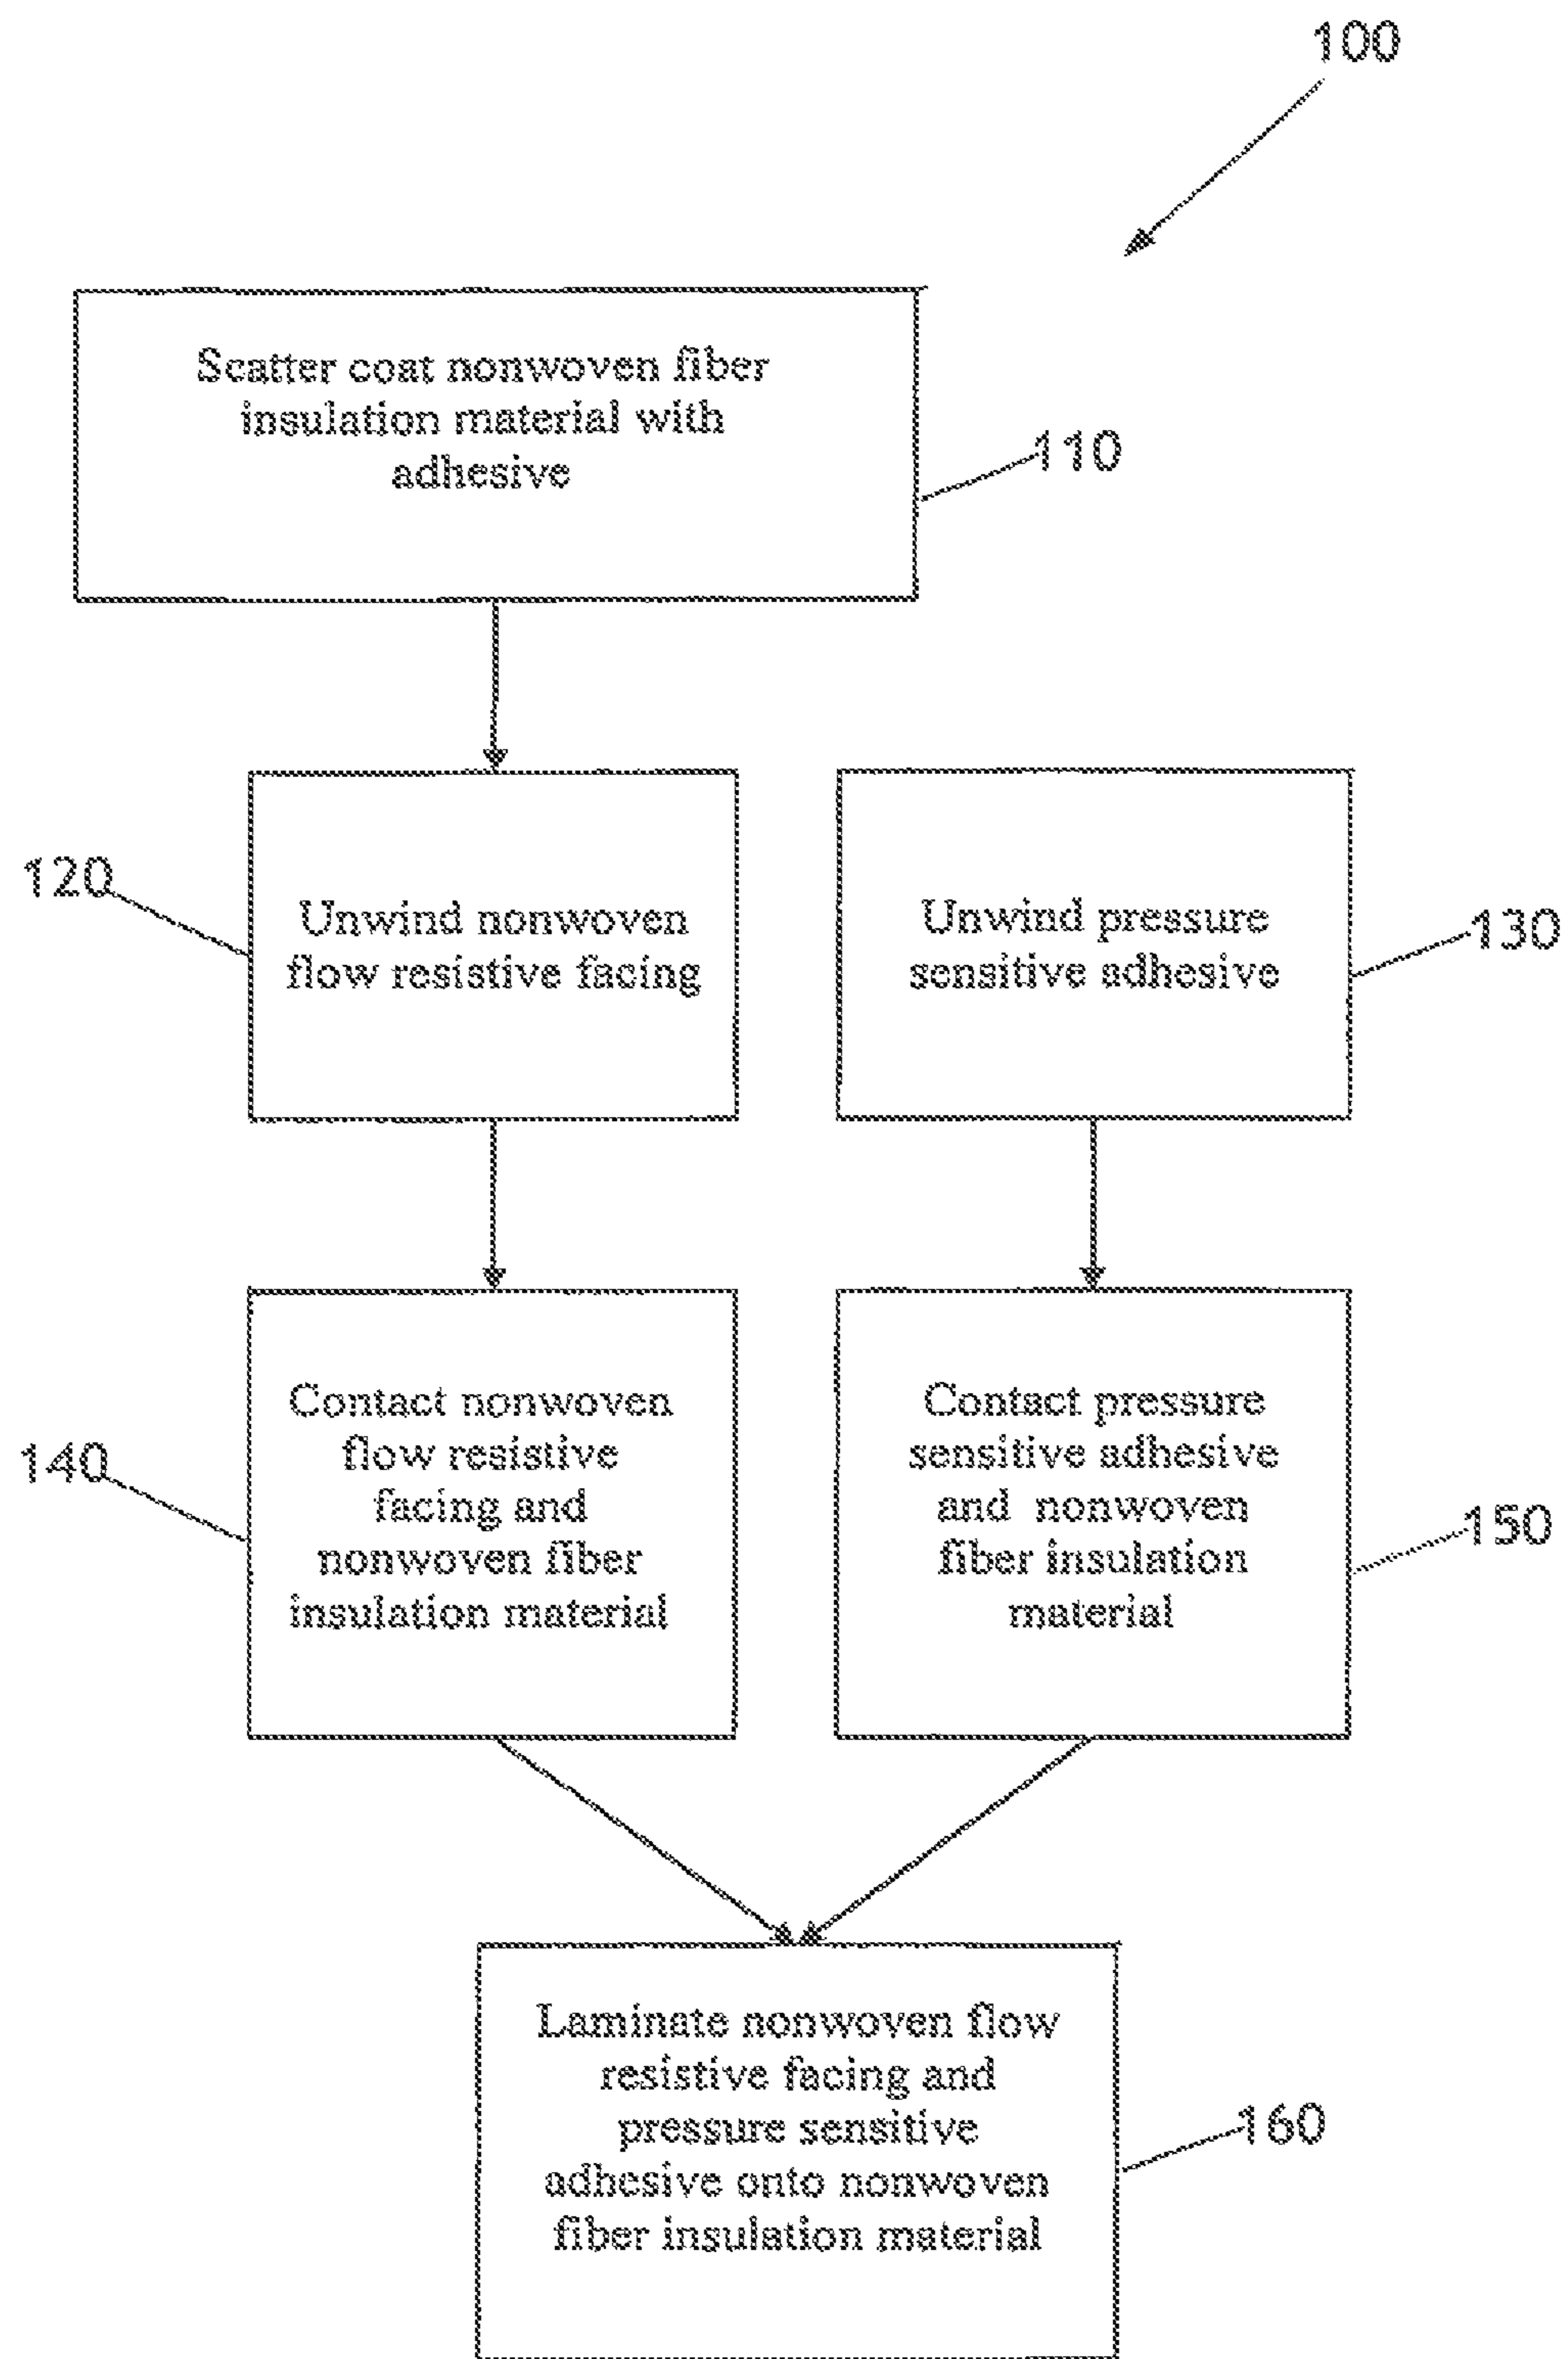 100
Scatter coat nonwoven fiber
insulation material with
adhesive
110
120
Unwind nonwoven
flow resistive facing
Unwind pressure
sensitive adhesive
130
140
Contact nonwoven
flow resistive
facing and
nonwoven fiber
insulation material
Contact pressure
sensitive adhesive
and nonwoven
fiber insulation
material
150
Laminate nonwoven flow
resistive facing and
pressure sensitive
adhesive onto nonwoven
fiber insulation material
160